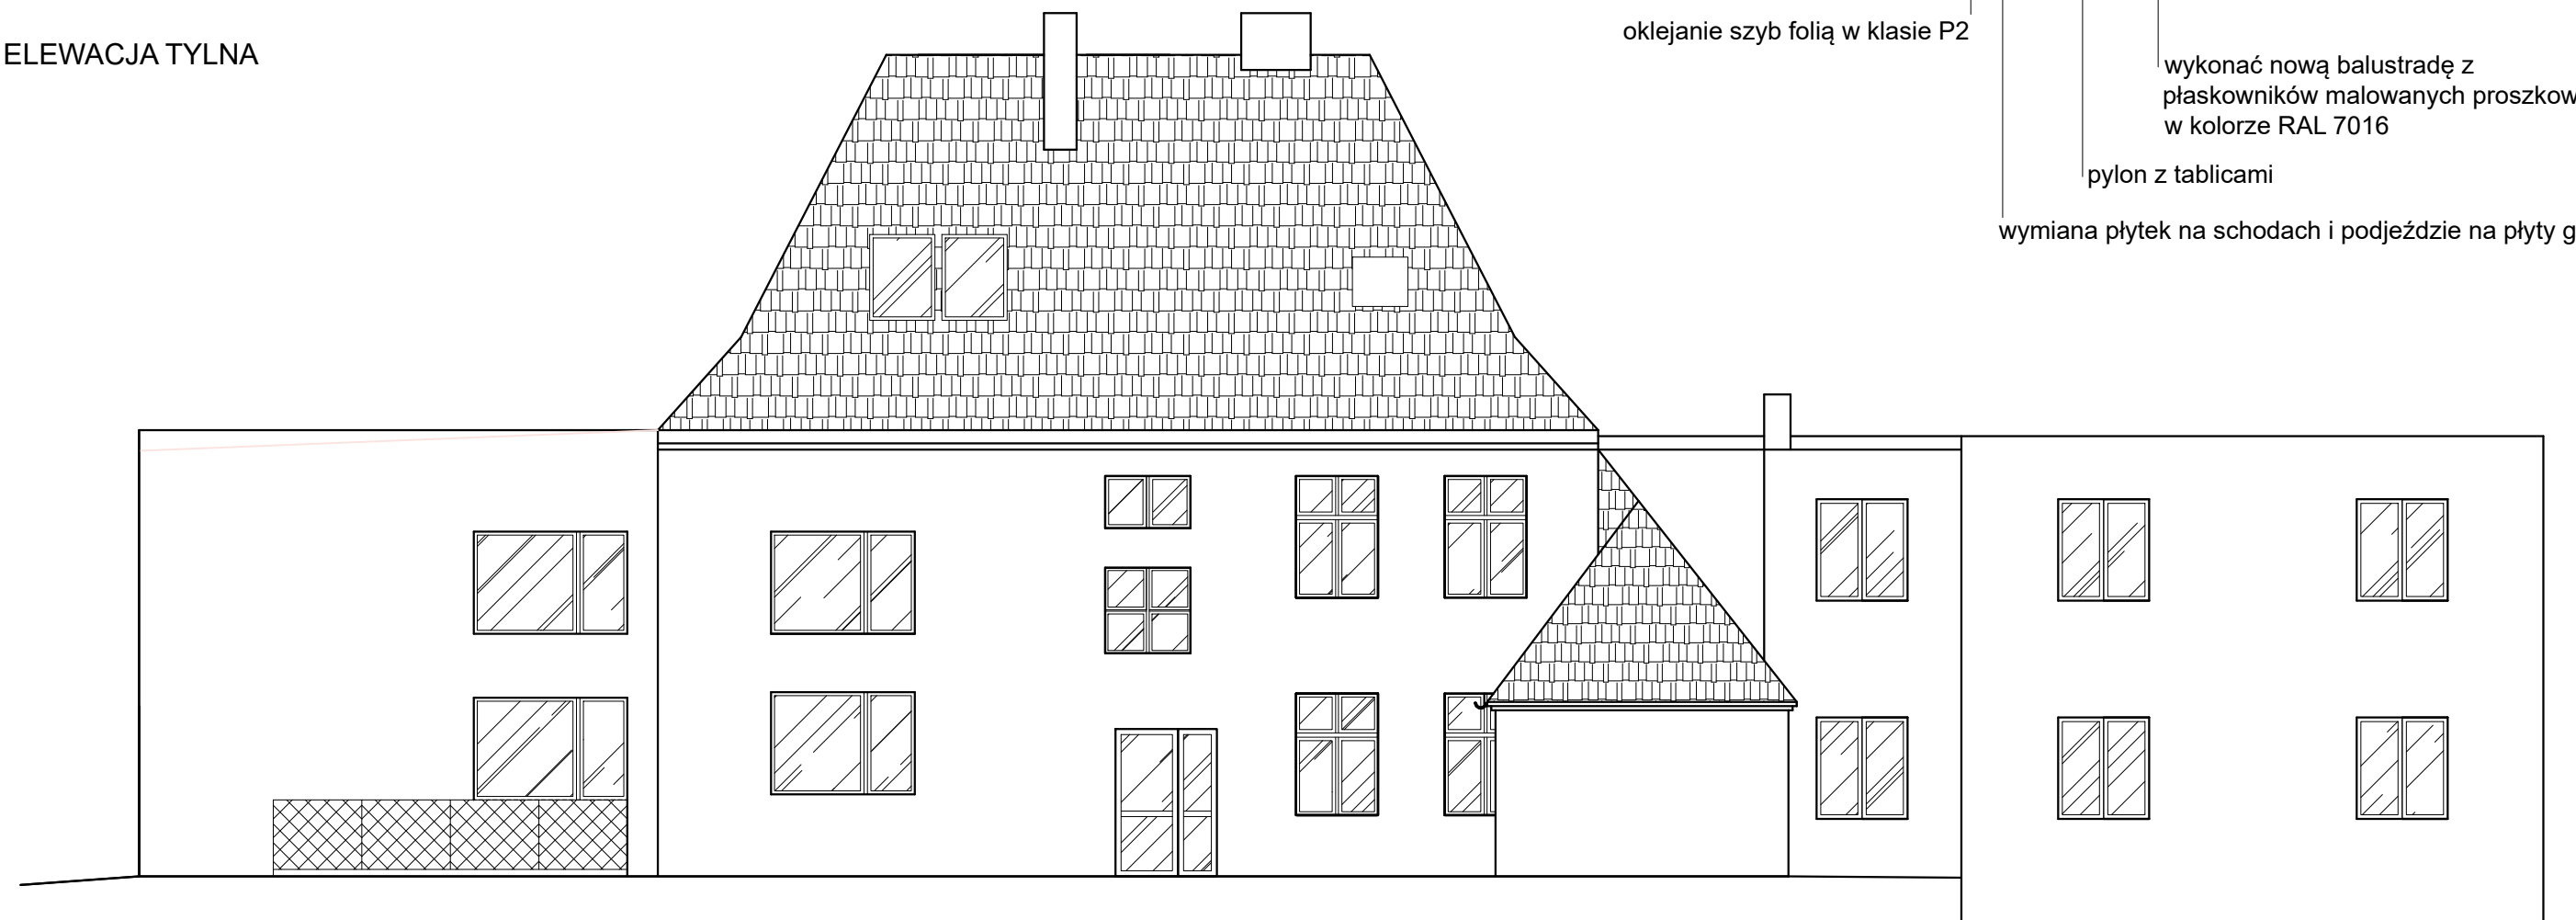 ELEWACJA TYLNA
oklejanie szyb folią w klasie P2
wykonać nową balustradę z
płaskowników malowanych proszkow
w kolorze RAL 7016
pylon z tablicami
wymiana płytek na schodach i podjeździe na płyty g